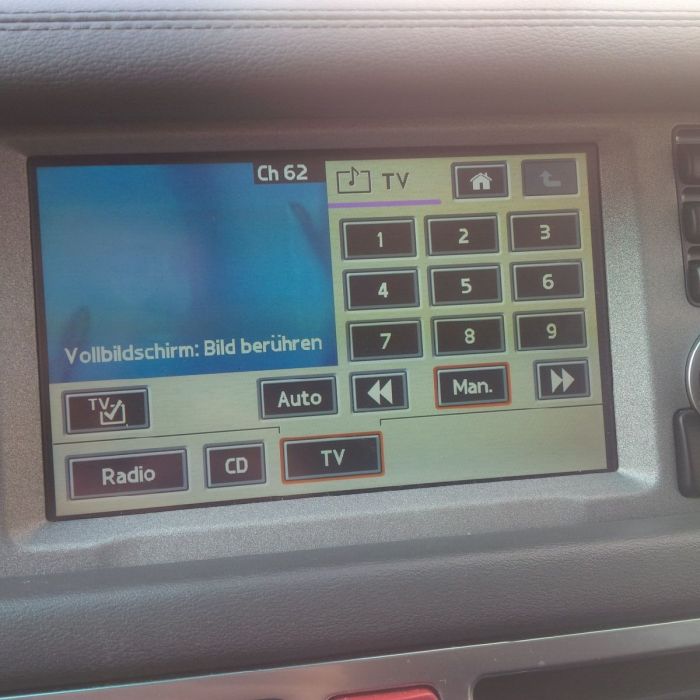 Ch 62
TV
1 2 3
4 5 6
7 8 9
Vollbildschirm: Bild berühren
TV Auto Man.
Radio CD TV